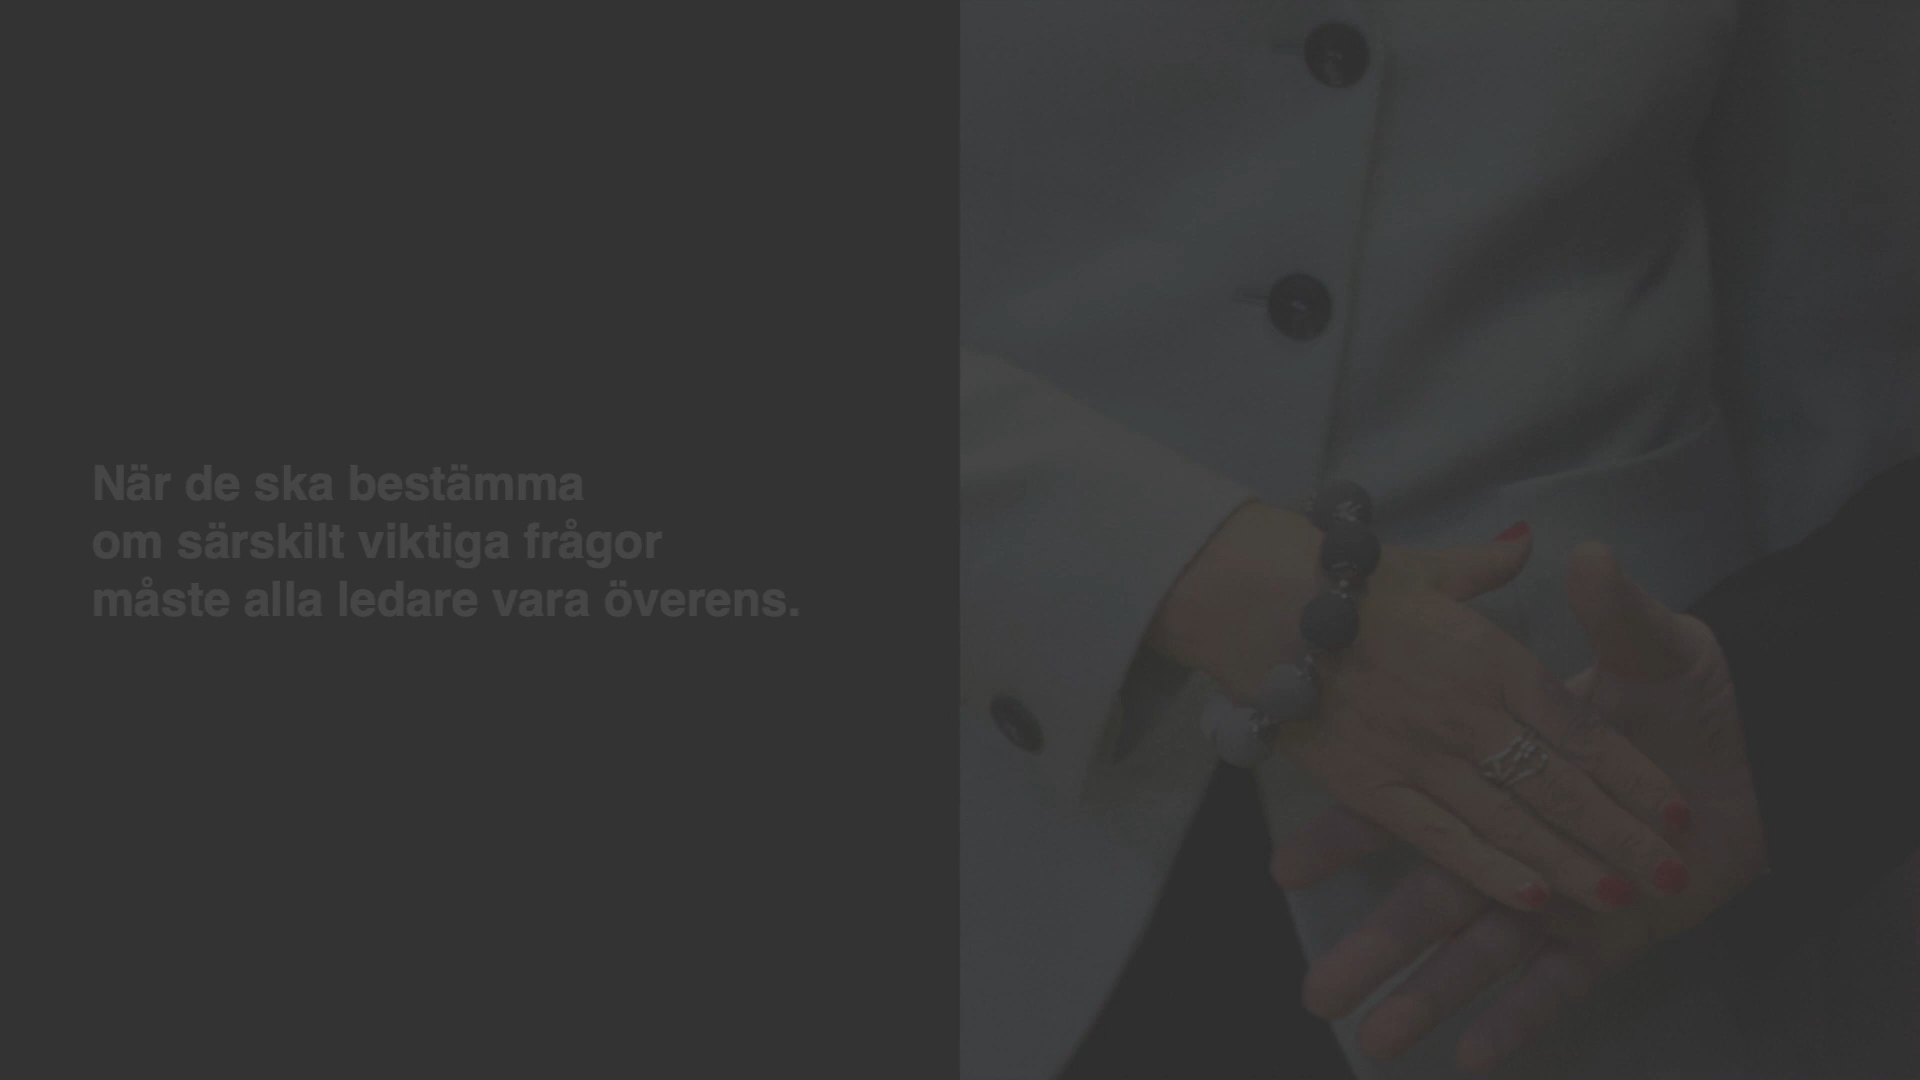 När de ska bestämma
om särskilt viktiga frågor
måste alla ledare vara överens.